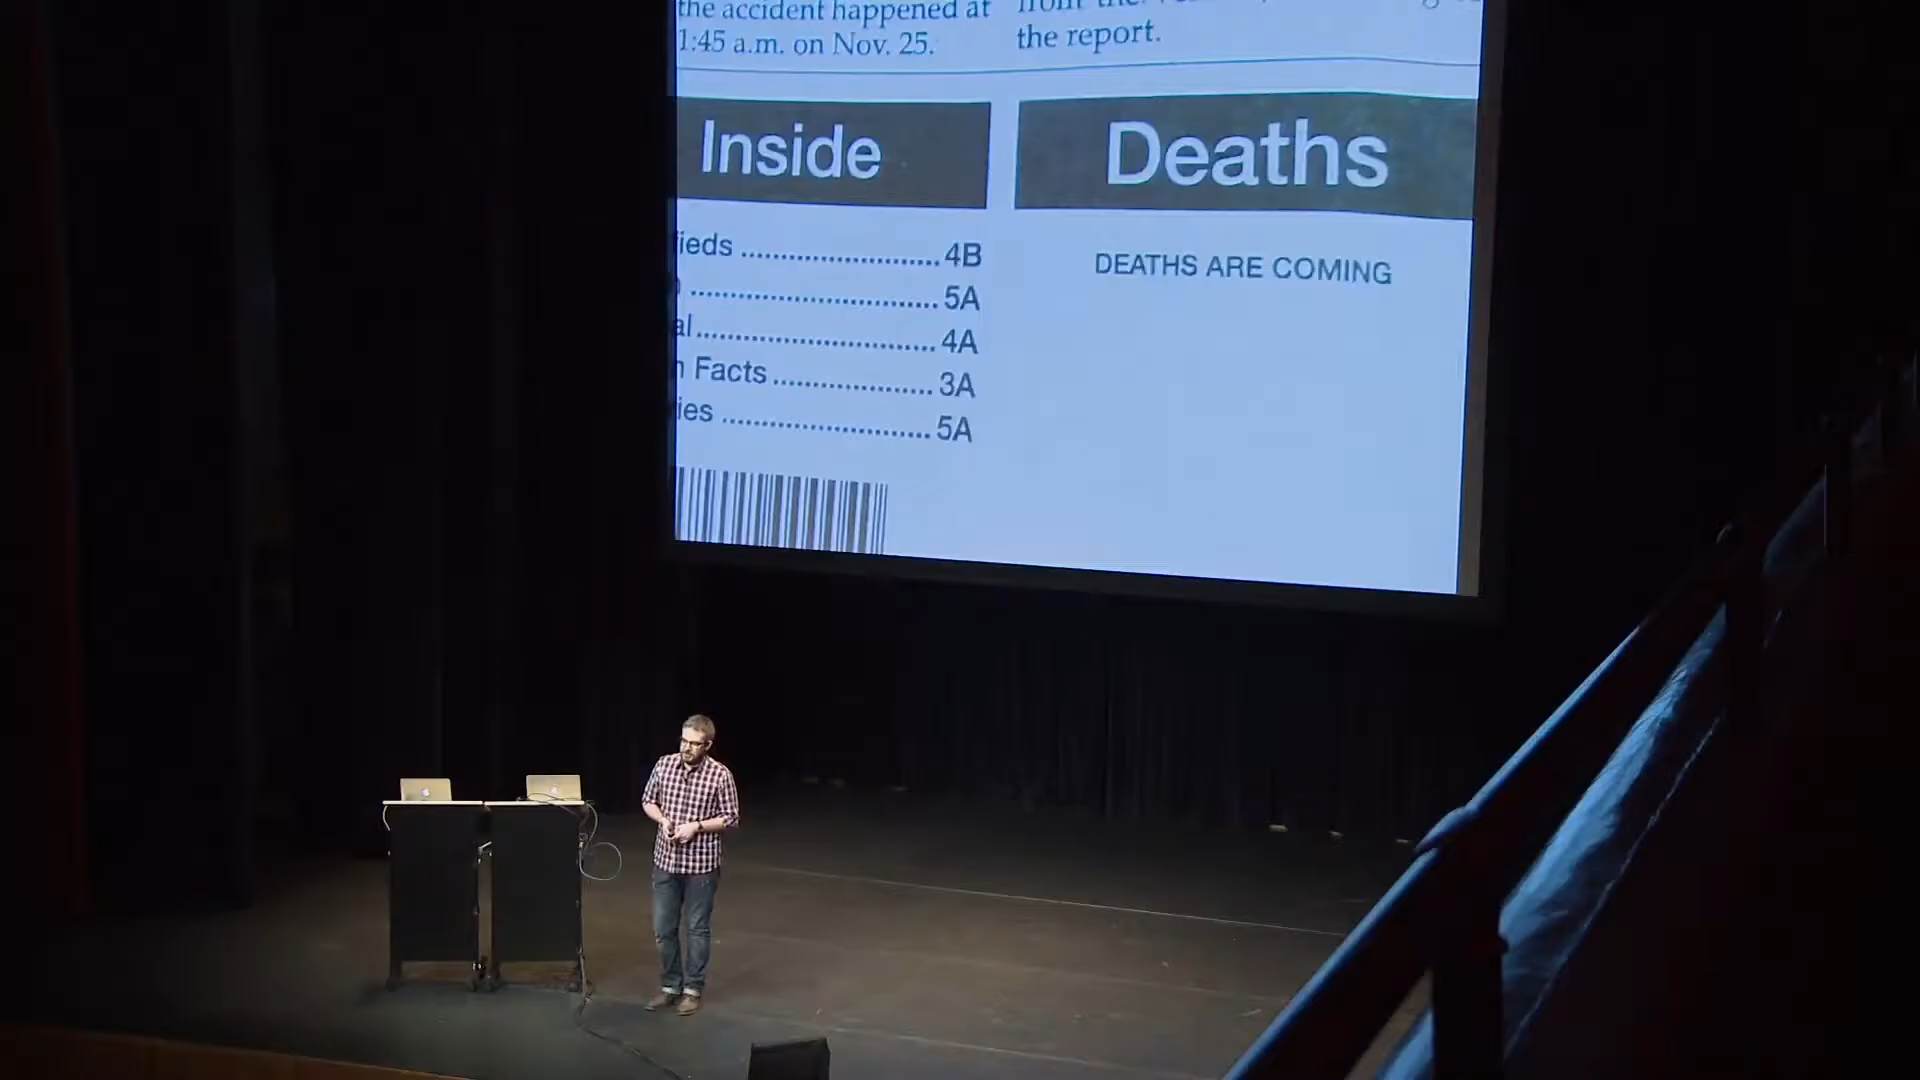 the accident happened at
1:45 a.m. on Nov. 25.
the report.
Inside
ieds ........................ 4B
.............................. 5A
al ............................. 4A
Facts ................... 3A
ies ......................... 5A
Deaths
DEATHS ARE COMING